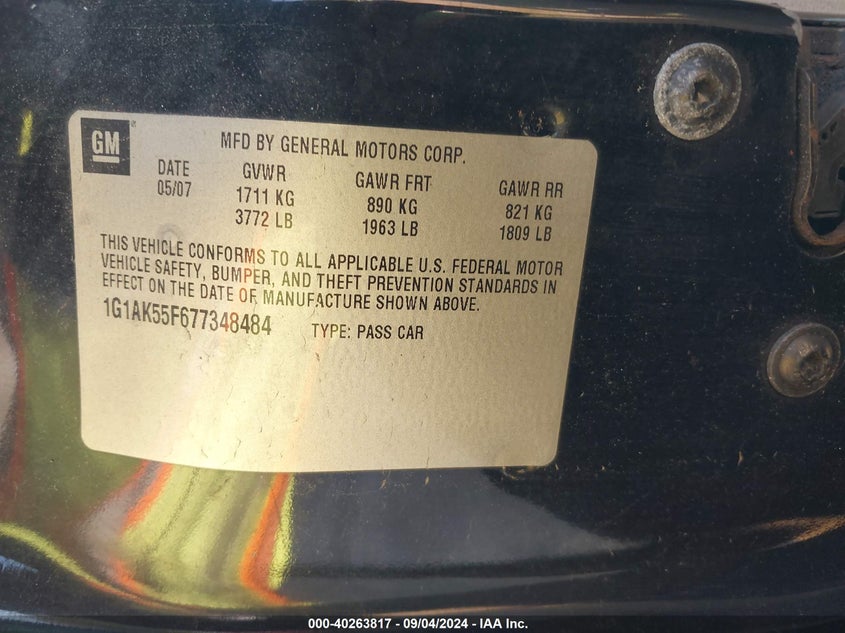 GM
MFD BY GENERAL MOTORS CORP.
DATE GVWR GAWR FRT GAWR RR
05/07 1711 KG 890 KG 821 KG
3772 LB 1963 LB 1809 LB
THIS VEHICLE CONFORMS TO ALL APPLICABLE U.S. FEDERAL MOTOR
VEHICLE SAFETY, BUMPER, AND THEFT PREVENTION STANDARDS IN
EFFECT ON THE DATE OF MANUFACTURE SHOWN ABOVE.
1G1AK55F677348484 TYPE: PASS CAR
000-40263817 - 09/04/2024 - IAA Inc.